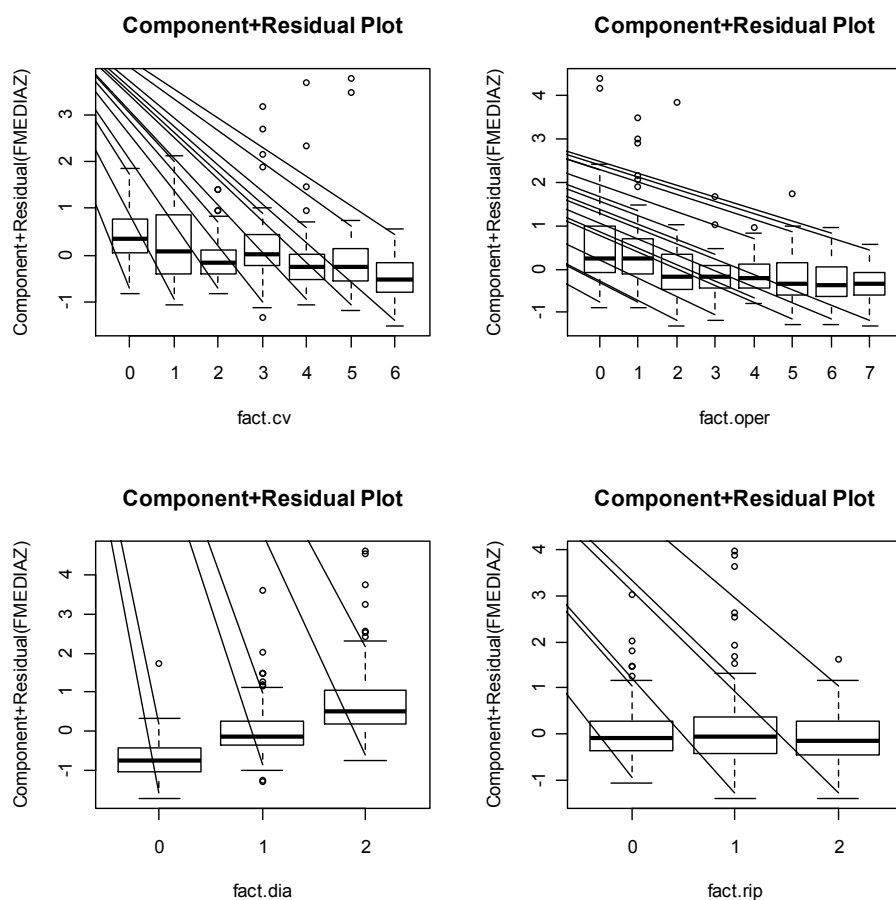 Component+Residual Plot
Component+Residual(FMEDIAZ)
3
2
1
0
-1
0 1 2 3 4 5 6
fact.cv
Component+Residual Plot
Component+Residual(FMEDIAZ)
4
3
2
1
0
-1
0 1 2 3 4 5 6 7
fact.oper
Component+Residual Plot
Component+Residual(FMEDIAZ)
4
3
2
1
0
-1
0 1 2
fact.dia
Component+Residual Plot
Component+Residual(FMEDIAZ)
4
3
2
1
0
-1
0 1 2
fact.rip